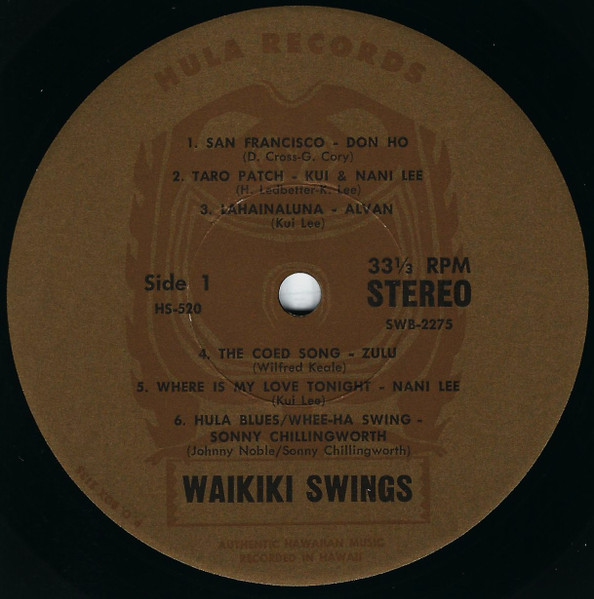 HULA RECORDS
1. SAN FRANCISCO - DON HO
(D. Cross-G. Cory)
2. TARO PATCH - KUI & NANI LEE
(H. Ledbetter-K. Lee)
3. LAHAINALUNA - ALVAN
(Kui Lee)
Side 1
HS-520
33⅓ RPM
STEREO
SWB-2275
4. THE COED SONG - ZULU
(Wilfred Keale)
5. WHERE IS MY LOVE TONIGHT - NANI LEE
(Kui Lee)
6. HULA BLUES/WHEE-HA SWING -
SONNY CHILLINGWORTH
(Johnny Noble/Sonny Chillingworth)
WAIKIKI SWINGS
AUTHENTIC HAWAIIAN MUSIC
RECORDED IN HAWAII